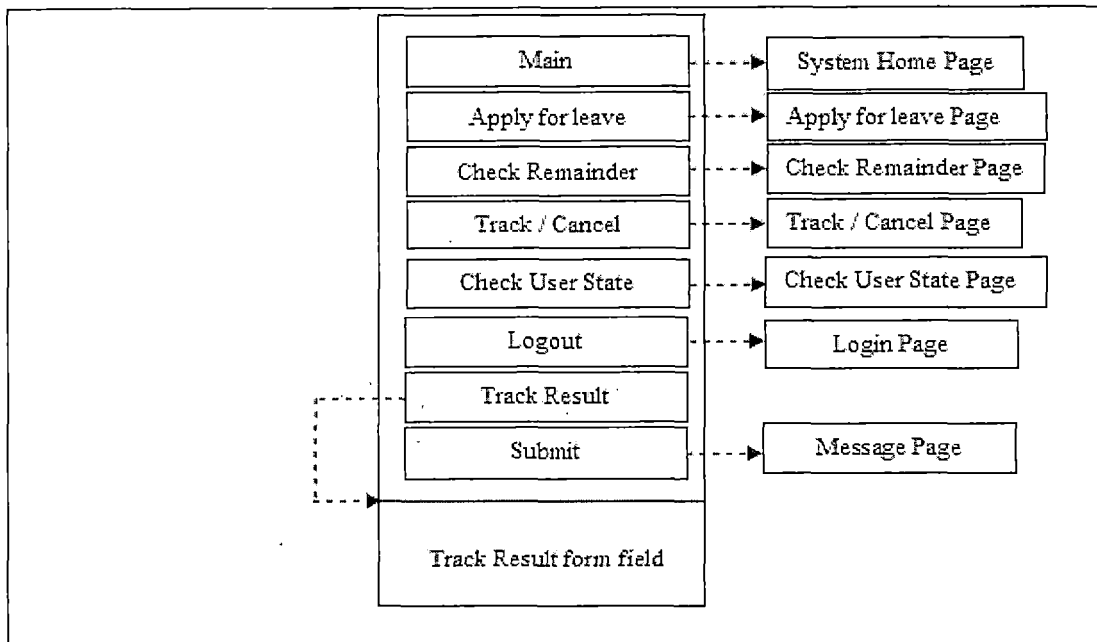 Main
System Home Page
Apply for leave
Apply for leave Page
Check Remainder
Check Remainder Page
Track / Cancel
Track / Cancel Page
Check User State
Check User State Page
Logout
Login Page
Track Result
Submit
Message Page
Track Result form field